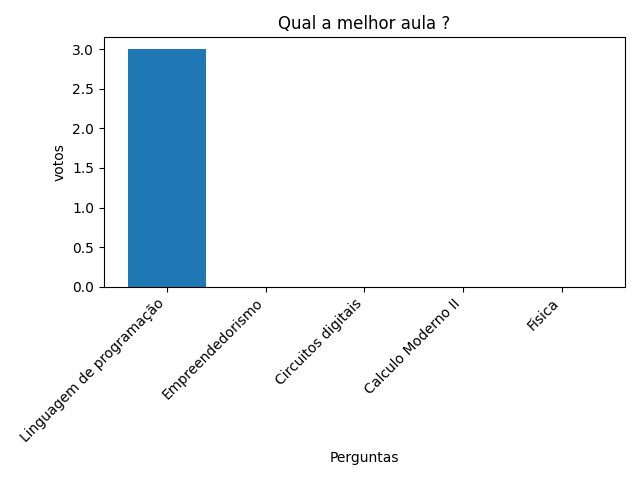 Qual a melhor aula ?
3.0
2.5
2.0
1.5
1.0
0.5
0.0
votos
Linguagem de programação
Empreendedorismo
Circuitos digitais
Calculo Moderno II
Física
Perguntas